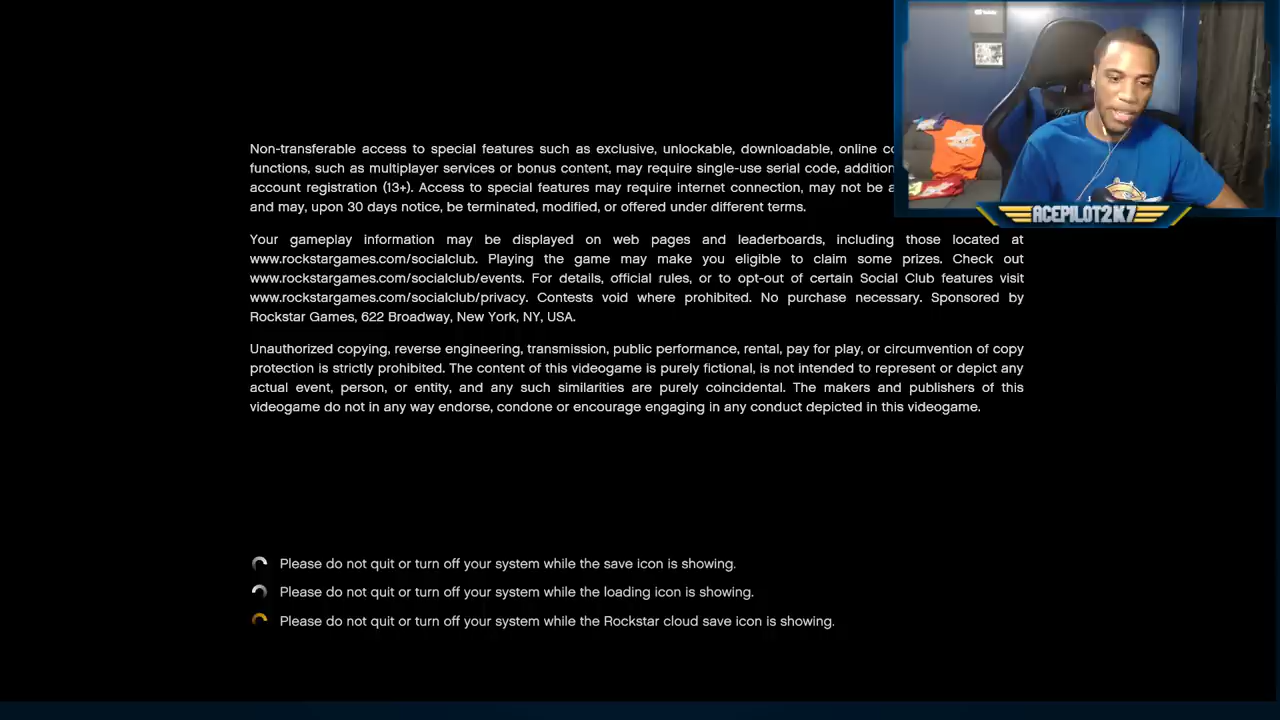 Non-transferable access to special features such as exclusive, unlockable, downloadable, online
functions, such as multiplayer services or bonus content, may require single-use serial code,
account registration (13+). Access to special features may require internet connection, may not be
and may, upon 30 days notice, be terminated, modified, or offered under different terms.
ACEPILOT2K7
Your gameplay information may be displayed on web pages and leaderboards, including those located at
www.rockstargames.com/socialclub. Playing the game may make you eligible to claim some prizes. Check out
www.rockstargames.com/socialclub/events. For details, official rules, or to opt-out of certain Social Club features visit
www.rockstargames.com/socialclub/privacy. Contests void where prohibited. No purchase necessary. Sponsored by
Rockstar Games, 622 Broadway, New York, NY, USA.
Unauthorized copying, reverse engineering, transmission, public performance, rental, pay for play, or circumvention of copy
protection is strictly prohibited. The content of this videogame is purely fictional, is not intended to represent or depict any
actual event, person, or entity, and any such similarities are purely coincidental. The makers and publishers of this
videogame do not in any way endorse, condone or encourage engaging in any conduct depicted in this videogame.
Please do not quit or turn off your system while the save icon is showing.
Please do not quit or turn off your system while the loading icon is showing.
Please do not quit or turn off your system while the Rockstar cloud save icon is showing.